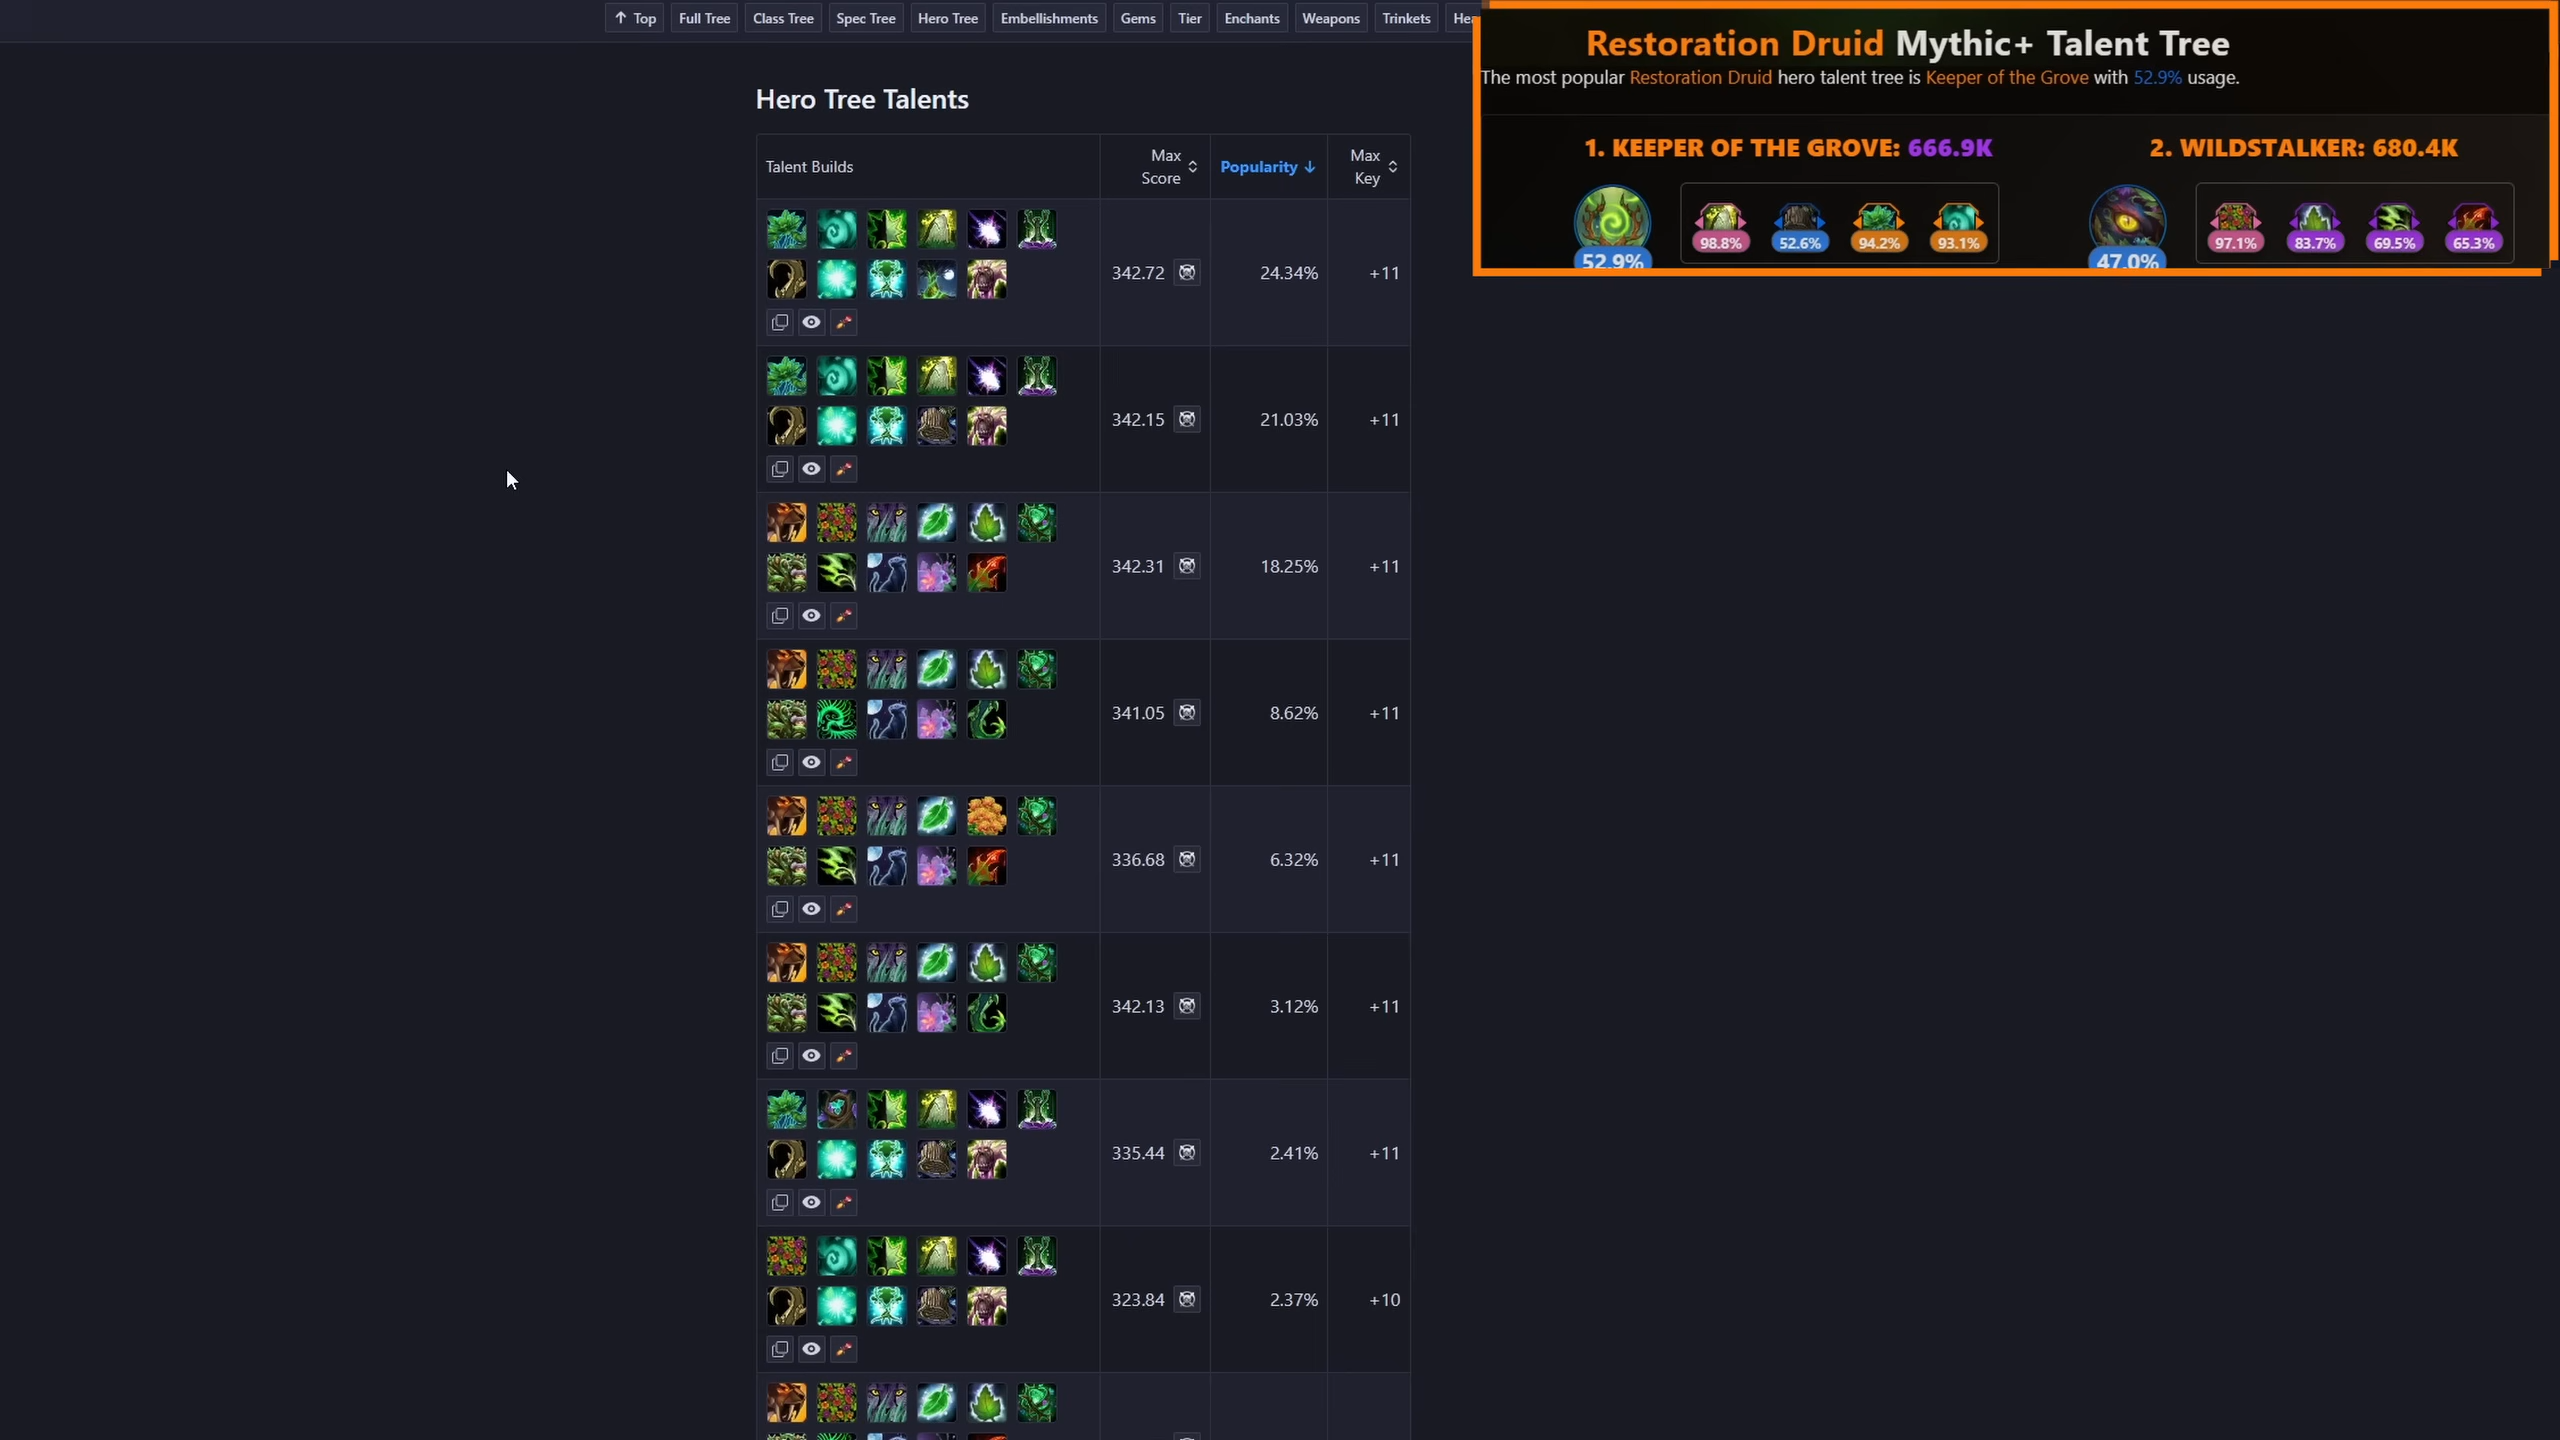 Top Full Tree Class Tree Spec Tree Hero Tree Embellishments Gems Tier Enchants Weapons Trinkets
Restoration Druid Mythic+ Talent Tree
The most popular Restoration Druid hero talent tree is Keeper of the Grove with 52.9% usage.
1. KEEPER OF THE GROVE: 666.9K
98.8% 52.6% 94.2% 93.1%
52.9%
2. WILDSTALKER: 680.4K
97.1% 83.7% 69.5% 65.3%
47.0%
Hero Tree Talents
Talent Builds
Max
Score
Popularity
Max
Key
342.72 24.34% +11
342.15 21.03% +11
342.31 18.25% +11
341.05 8.62% +11
336.68 6.32% +11
342.13 3.12% +11
335.44 2.41% +11
323.84 2.37% +10